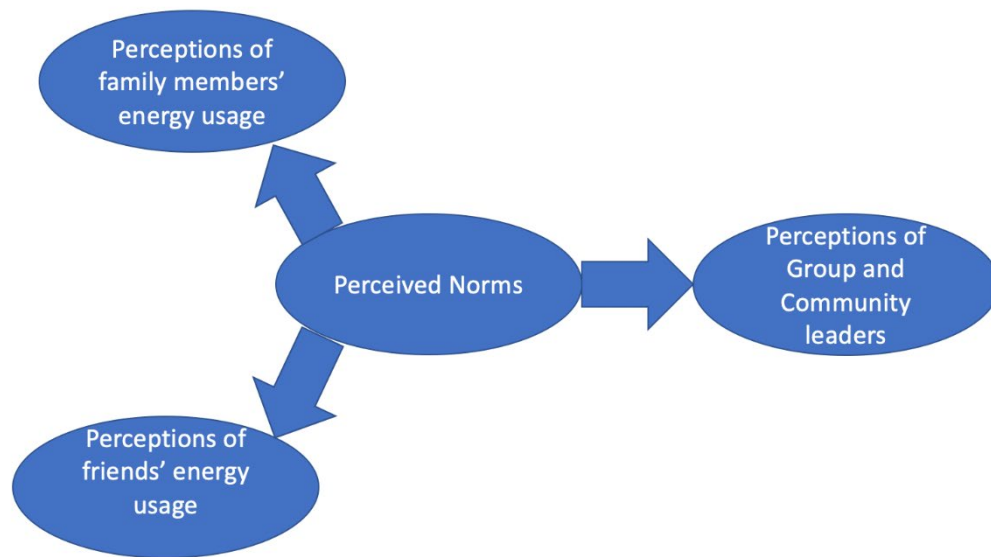 Perceptions of
family members’
energy usage
Perceived Norms
Perceptions of
Group and
Community
leaders
Perceptions of
friends’ energy
usage